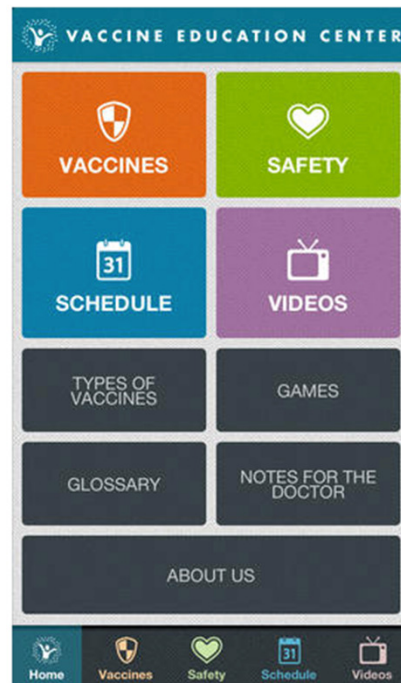 VACCINE EDUCATION CENTER
VACCINES
SAFETY
31
SCHEDULE
VIDEOS
TYPES OF
VACCINES
GAMES
GLOSSARY
NOTES FOR THE
DOCTOR
ABOUT US
31
Home Vaccines Safety Schedule Videos